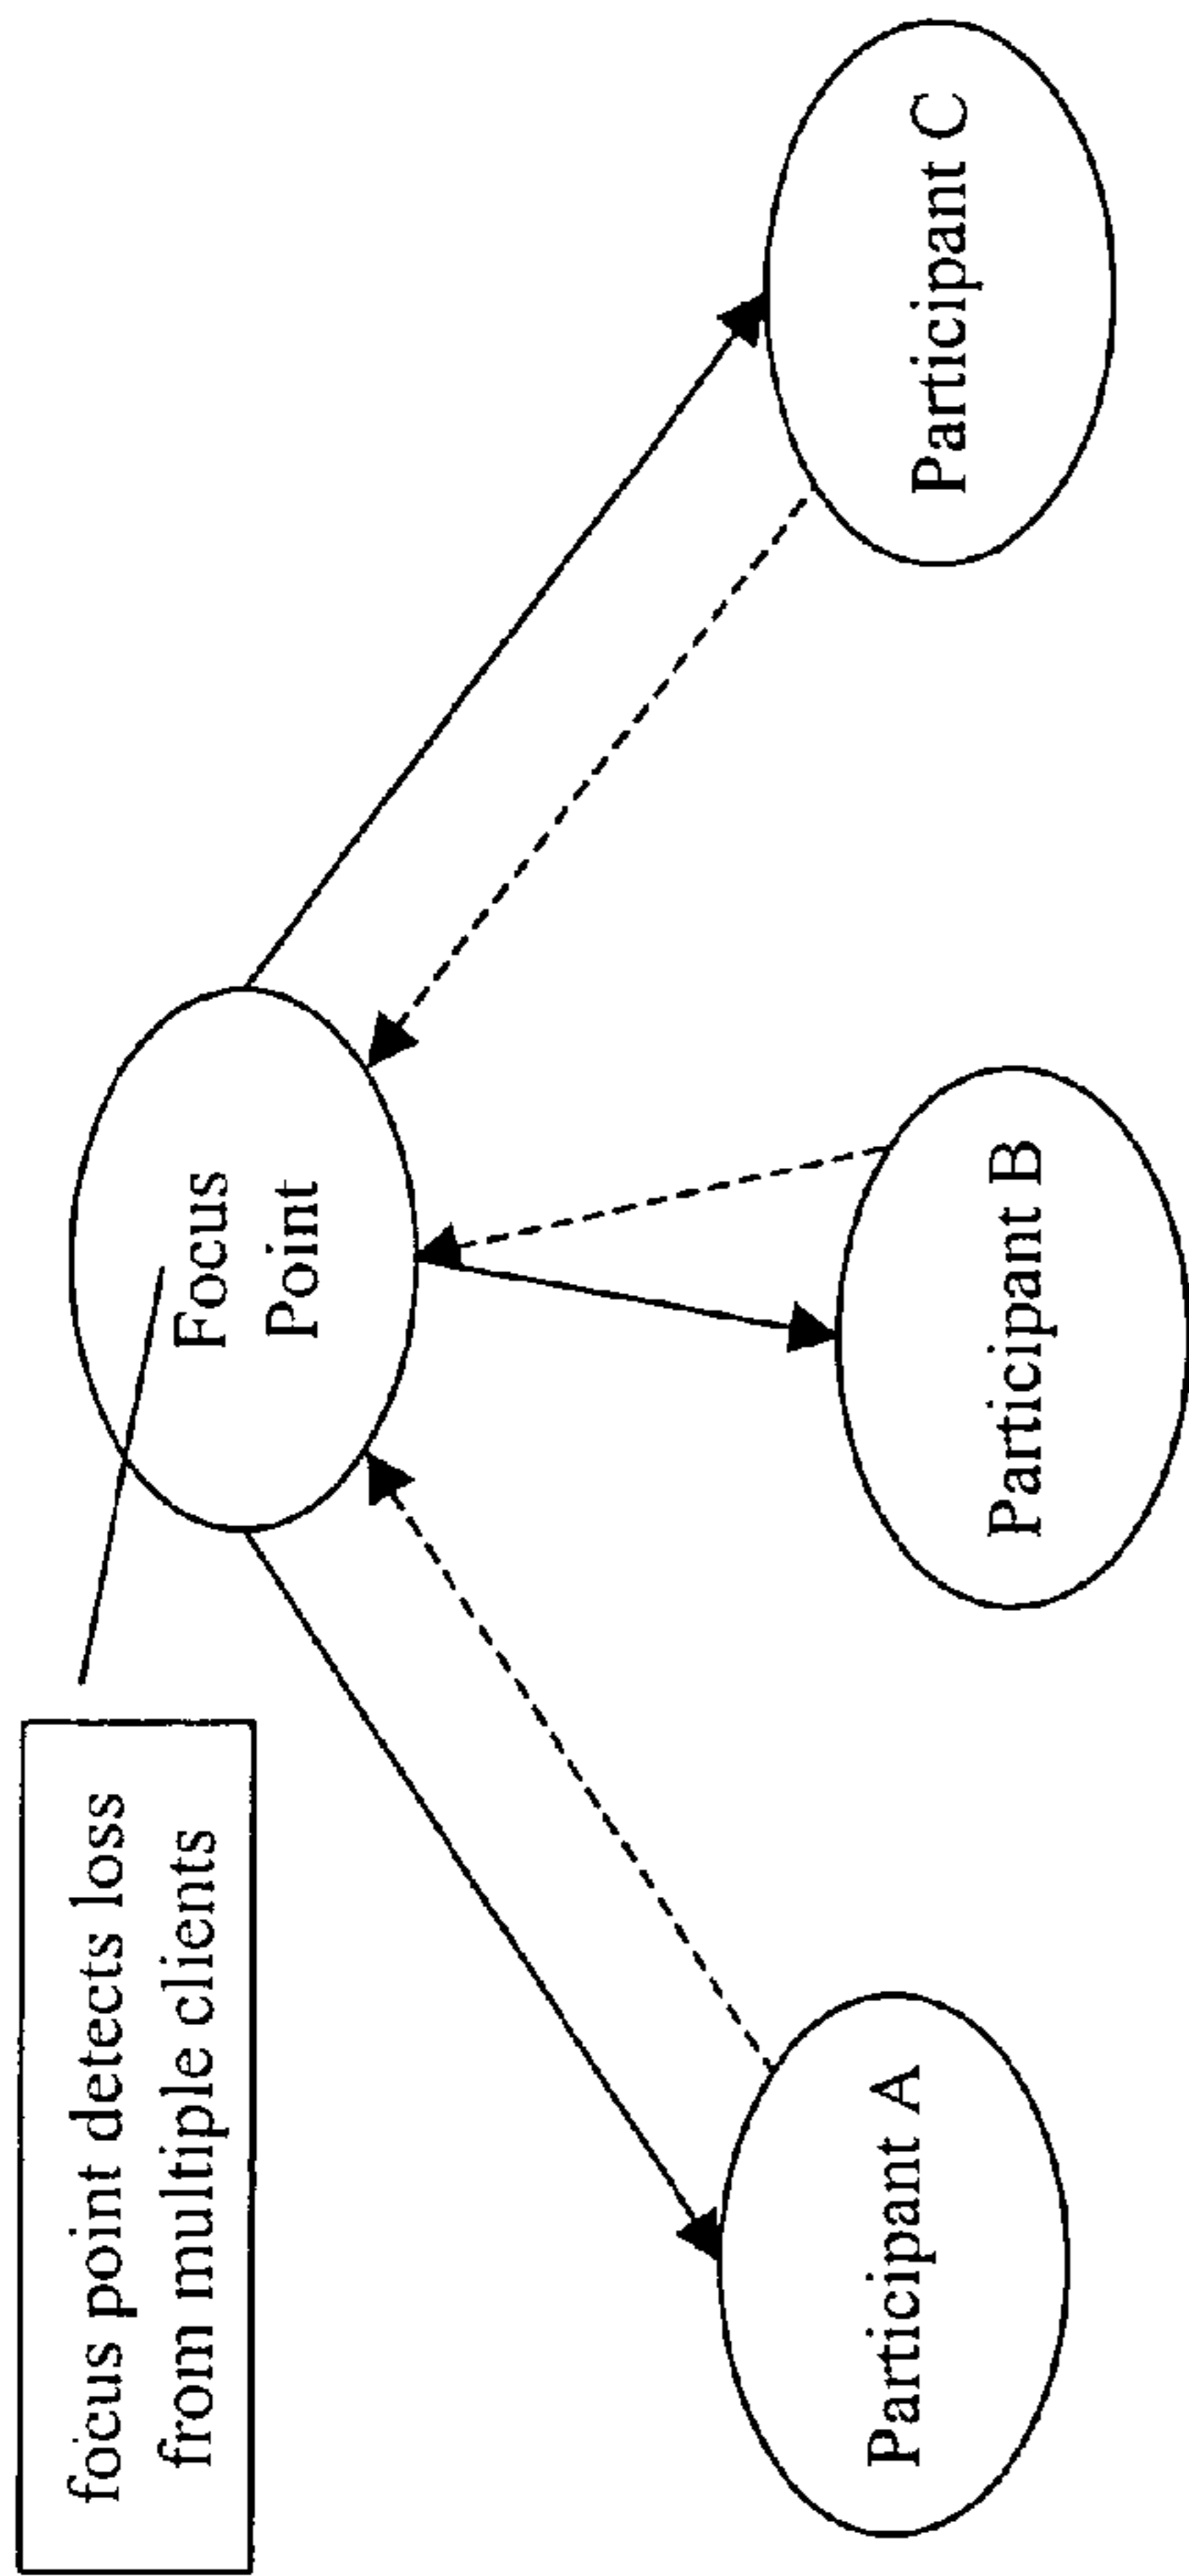 focus point detects loss
from multiple clients
Focus
Point
Participant A
Participant B
Participant C